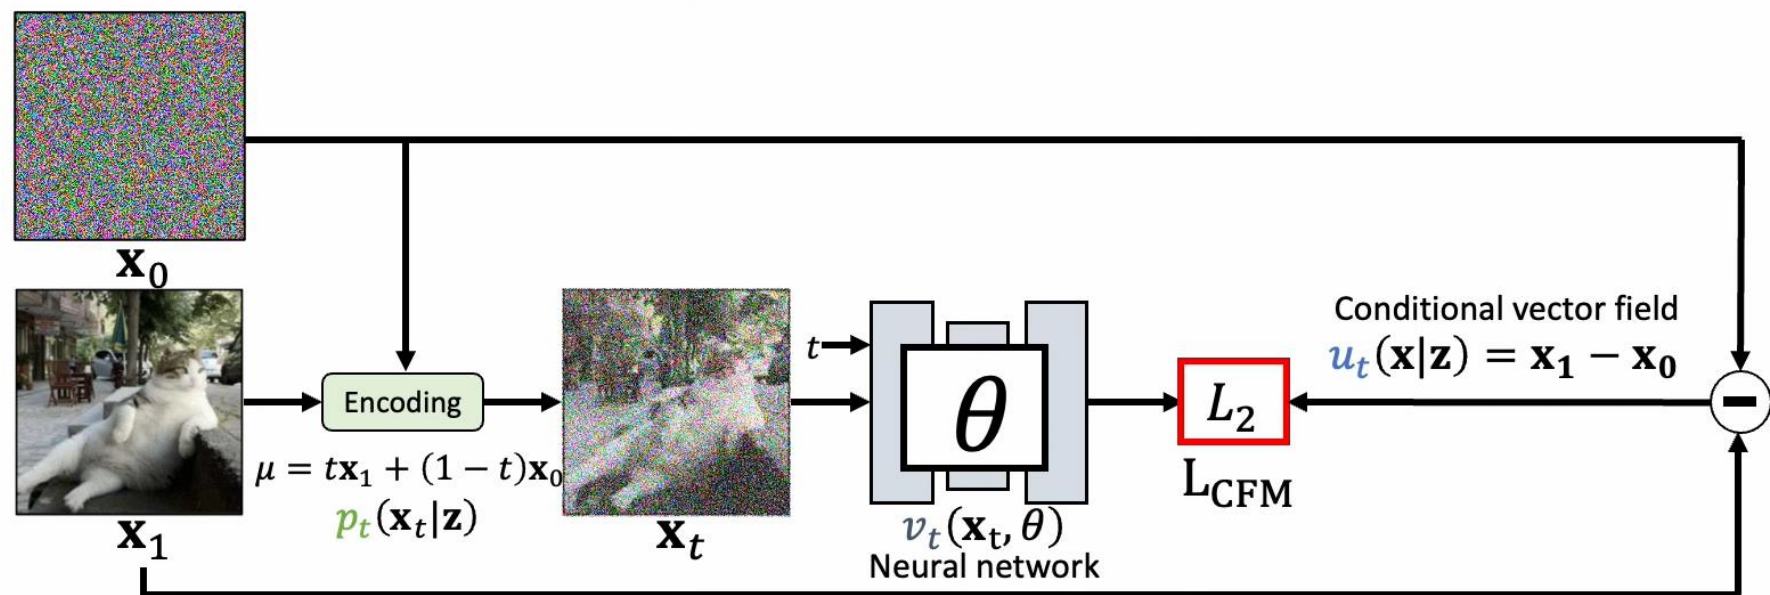 𝐱₀
𝐱₁
Encoding
μ = t𝐱₁ + (1 − t)𝐱₀
pₜ(𝐱ₜ|𝐳)
𝐱ₜ
t
θ
vₜ(𝐱ₜ, θ)
Neural network
L₂
L_CFM
Conditional vector field
uₜ(𝐱|𝐳) = 𝐱₁ − 𝐱₀
−